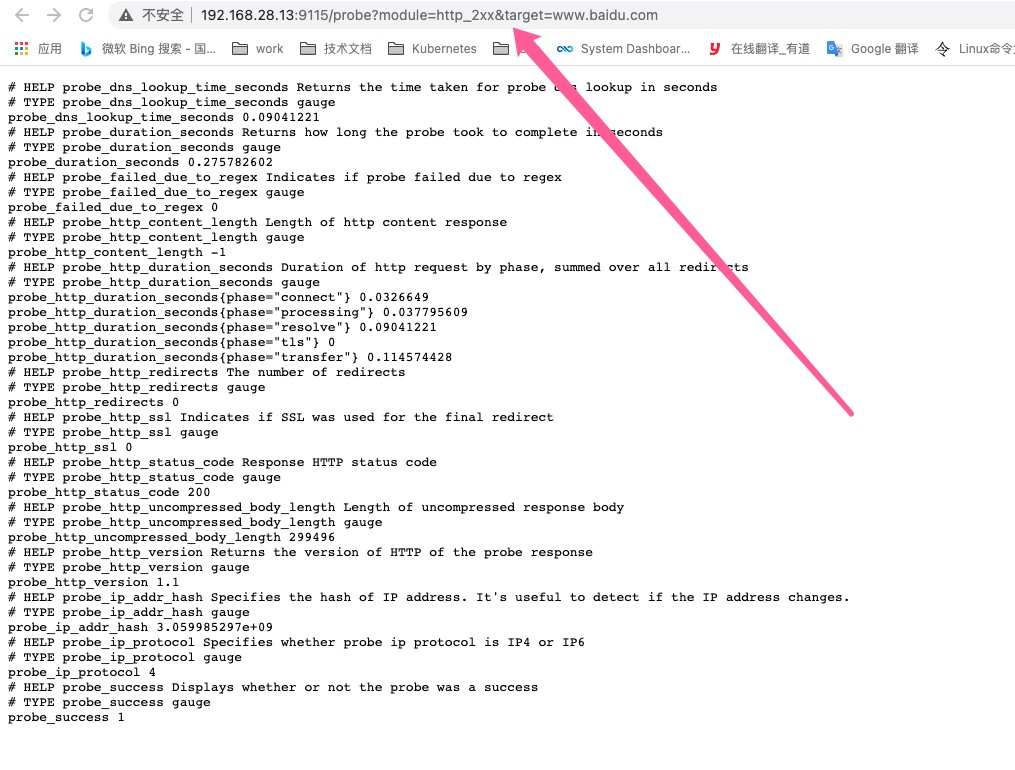 不安全 192.168.28.13:9115/probe?module=http_2xx&target=www.baidu.com
应用 微软 Bing 搜索 - 国... work 技术文档 Kubernetes System Dashboar... 在线翻译_有道 Google 翻译 Linux命令
# HELP probe_dns_lookup_time_seconds Returns the time taken for probe dns lookup in seconds
# TYPE probe_dns_lookup_time_seconds gauge
probe_dns_lookup_time_seconds 0.09041221
# HELP probe_duration_seconds Returns how long the probe took to complete in seconds
# TYPE probe_duration_seconds gauge
probe_duration_seconds 0.275782602
# HELP probe_failed_due_to_regex Indicates if probe failed due to regex
# TYPE probe_failed_due_to_regex gauge
probe_failed_due_to_regex 0
# HELP probe_http_content_length Length of http content response
# TYPE probe_http_content_length gauge
probe_http_content_length -1
# HELP probe_http_duration_seconds Duration of http request by phase, summed over all redirects
# TYPE probe_http_duration_seconds gauge
probe_http_duration_seconds{phase="connect"} 0.0326649
probe_http_duration_seconds{phase="processing"} 0.037795609
probe_http_duration_seconds{phase="resolve"} 0.09041221
probe_http_duration_seconds{phase="tls"} 0
probe_http_duration_seconds{phase="transfer"} 0.114574428
# HELP probe_http_redirects The number of redirects
# TYPE probe_http_redirects gauge
probe_http_redirects 0
# HELP probe_http_ssl Indicates if SSL was used for the final redirect
# TYPE probe_http_ssl gauge
probe_http_ssl 0
# HELP probe_http_status_code Response HTTP status code
# TYPE probe_http_status_code gauge
probe_http_status_code 200
# HELP probe_http_uncompressed_body_length Length of uncompressed response body
# TYPE probe_http_uncompressed_body_length gauge
probe_http_uncompressed_body_length 299496
# HELP probe_http_version Returns the version of HTTP of the probe response
# TYPE probe_http_version gauge
probe_http_version 1.1
# HELP probe_ip_addr_hash Specifies the hash of IP address. It's useful to detect if the IP address changes.
# TYPE probe_ip_addr_hash gauge
probe_ip_addr_hash 3.059985297e+09
# HELP probe_ip_protocol Specifies whether probe ip protocol is IP4 or IP6
# TYPE probe_ip_protocol gauge
probe_ip_protocol 4
# HELP probe_success Displays whether or not the probe was a success
# TYPE probe_success gauge
probe_success 1